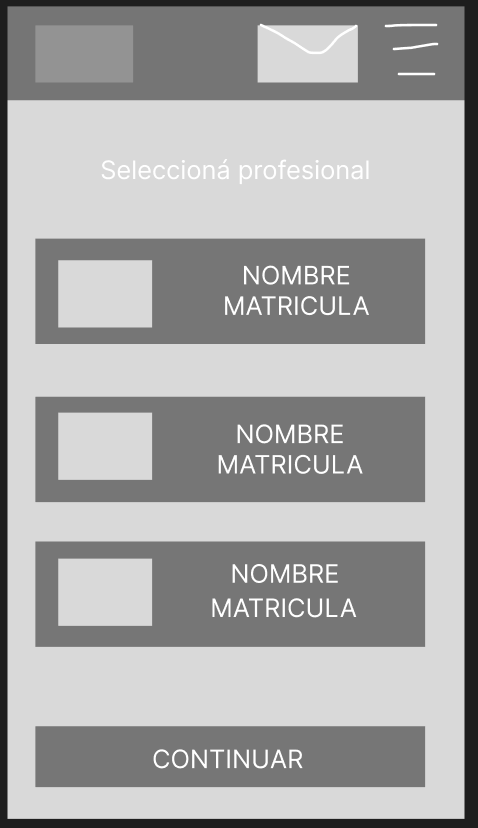 Seleccioná profesional
NOMBRE
MATRICULA
NOMBRE
MATRICULA
NOMBRE
MATRICULA
CONTINUAR